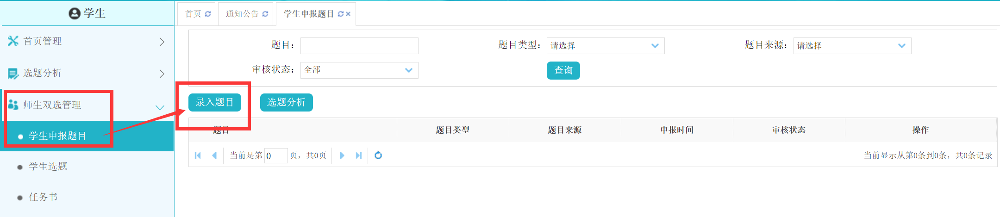 学生
首页管理
选题分析
师生双选管理
学生申报题目
学生选题
任务书
首页 通知公告 学生申报题目
题目： 题目类型： 请选择 题目来源： 请选择
审核状态： 全部 查询
录入题目 选题分析
题目 题目类型 题目来源 申报时间 审核状态 操作
当前是第 0 页，共0页 当前显示从第0条到0条，共0条记录